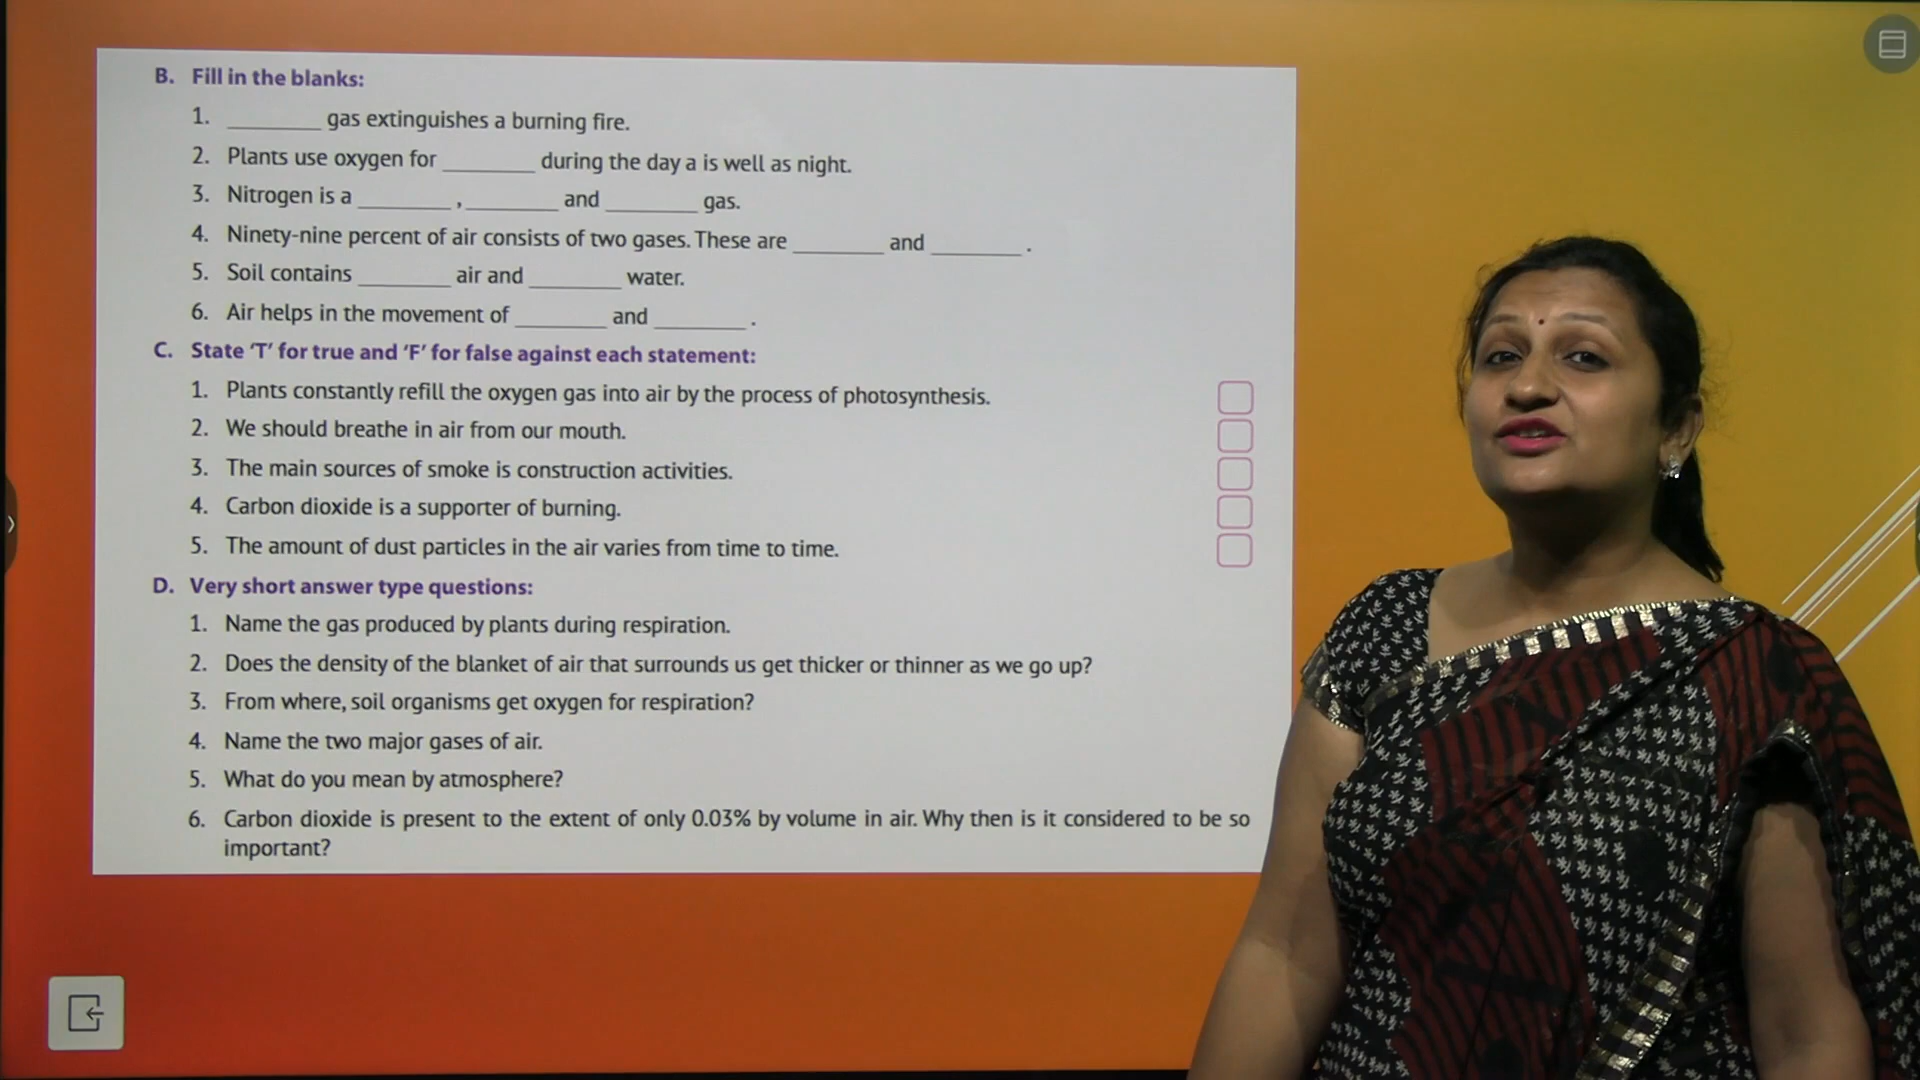 B. Fill in the blanks:
1. ________ gas extinguishes a burning fire.
2. Plants use oxygen for ________ during the day a is well as night.
3. Nitrogen is a ________, ________ and ________ gas.
4. Ninety-nine percent of air consists of two gases. These are ________ and ________.
5. Soil contains ________ air and ________ water.
6. Air helps in the movement of ________ and ________.
C. State ‘T’ for true and ‘F’ for false against each statement:
1. Plants constantly refill the oxygen gas into air by the process of photosynthesis.
2. We should breathe in air from our mouth.
3. The main sources of smoke is construction activities.
4. Carbon dioxide is a supporter of burning.
5. The amount of dust particles in the air varies from time to time.
D. Very short answer type questions:
1. Name the gas produced by plants during respiration.
2. Does the density of the blanket of air that surrounds us get thicker or thinner as we go up?
3. From where, soil organisms get oxygen for respiration?
4. Name the two major gases of air.
5. What do you mean by atmosphere?
6. Carbon dioxide is present to the extent of only 0.03% by volume in air. Why then is it considered to be so
important?